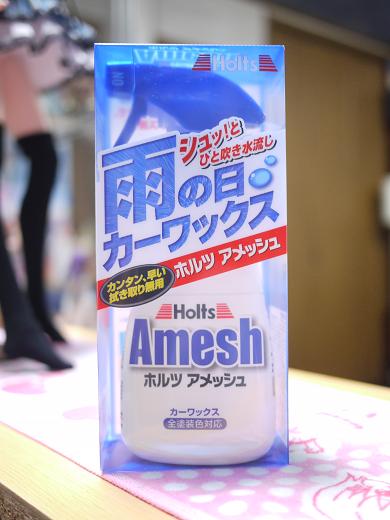 Holts
シュッ!と
ひと吹き水流し
雨の日
カーワックス
カンタン、早い
拭き取り無用
ホルツ アメッシュ
Holts
Amesh
ホルツ アメッシュ
カーワックス
全塗装色対応